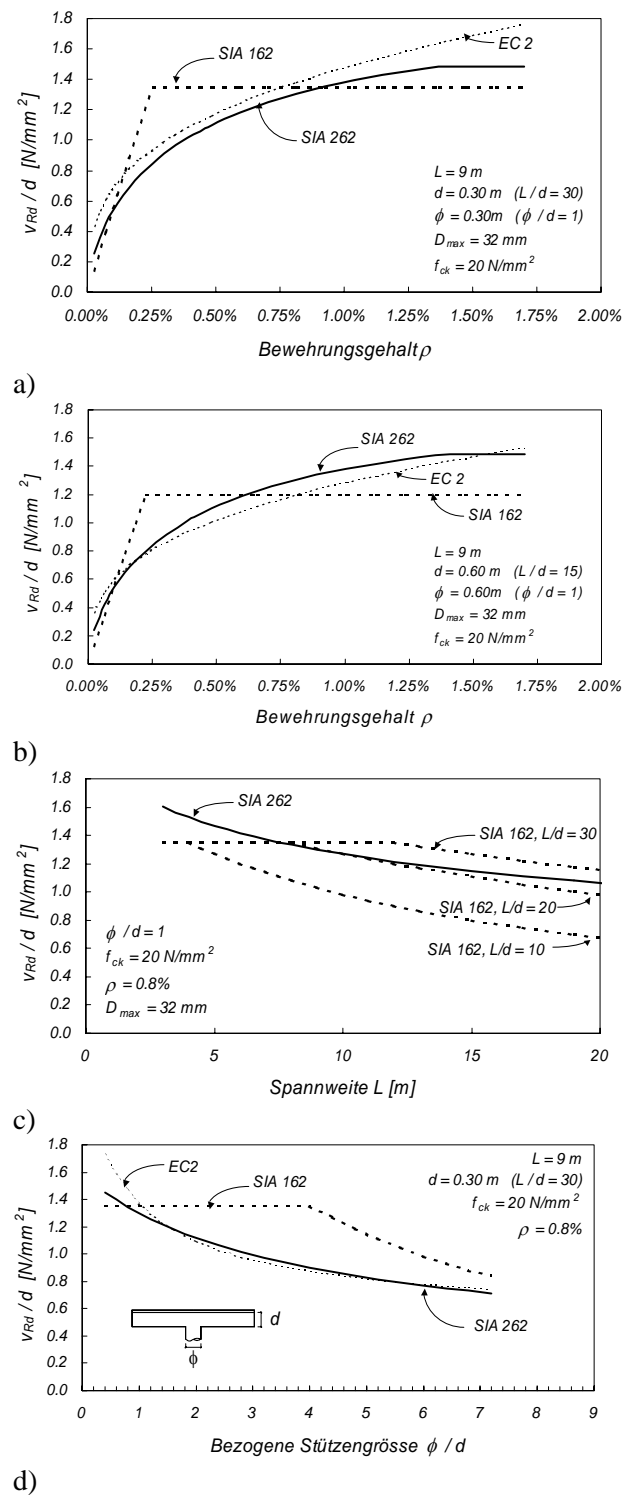 1.8
1.6
1.4
1.2
1.0
0.8
0.6
0.4
0.2
0.0
v_Rd / d [N/mm²]
SIA 162
EC 2
SIA 262
L = 9 m
d = 0.30 m (L / d = 30)
ϕ = 0.30m (ϕ / d = 1)
D_max = 32 mm
f_ck = 20 N/mm²
0.00% 0.25% 0.50% 0.75% 1.00% 1.25% 1.50% 1.75% 2.00%
Bewehrungsgehalt ρ
a)
1.8
1.6
1.4
1.2
1.0
0.8
0.6
0.4
0.2
0.0
v_Rd / d [N/mm²]
SIA 262
EC 2
SIA 162
L = 9 m
d = 0.60 m (L / d = 15)
ϕ = 0.60m (ϕ / d = 1)
D_max = 32 mm
f_ck = 20 N/mm²
0.00% 0.25% 0.50% 0.75% 1.00% 1.25% 1.50% 1.75% 2.00%
Bewehrungsgehalt ρ
b)
1.8
1.6
1.4
1.2
1.0
0.8
0.6
0.4
0.2
0.0
v_Rd / d [N/mm²]
SIA 262
SIA 162, L/d = 30
SIA 162, L/d = 20
SIA 162, L/d = 10
ϕ / d = 1
f_ck = 20 N/mm²
ρ = 0.8%
D_max = 32 mm
0 5 10 15 20
Spannweite L [m]
c)
1.8
1.6
1.4
1.2
1.0
0.8
0.6
0.4
0.2
0.0
v_Rd / d [N/mm²]
EC2
SIA 162
L = 9 m
d = 0.30 m (L / d = 30)
f_ck = 20 N/mm²
ρ = 0.8%
SIA 262
d
ϕ
0 1 2 3 4 5 6 7 8 9
Bezogene Stützengrösse ϕ / d
d)